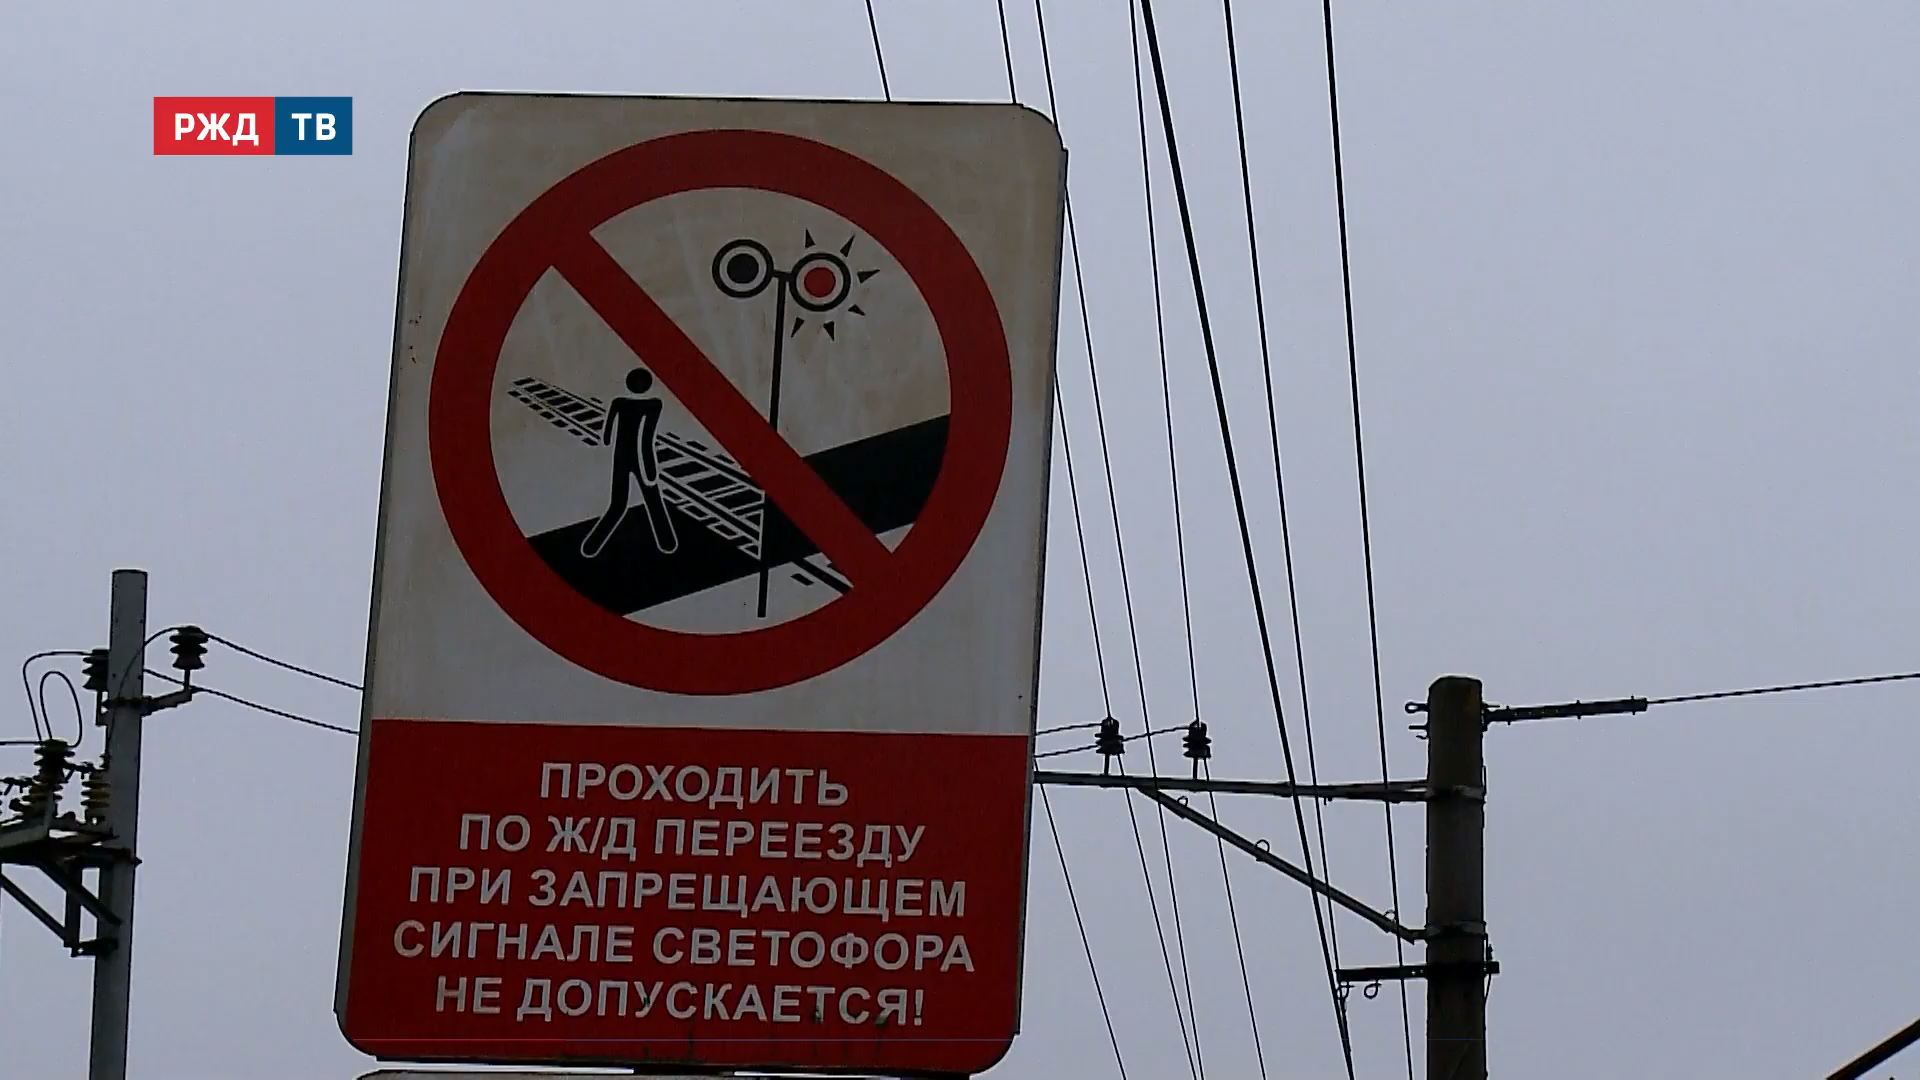 РЖД ТВ
ПРОХОДИТЬ
ПО Ж/Д ПЕРЕЕЗДУ
ПРИ ЗАПРЕЩАЮЩЕМ
СИГНАЛЕ СВЕТОФОРА
НЕ ДОПУСКАЕТСЯ!